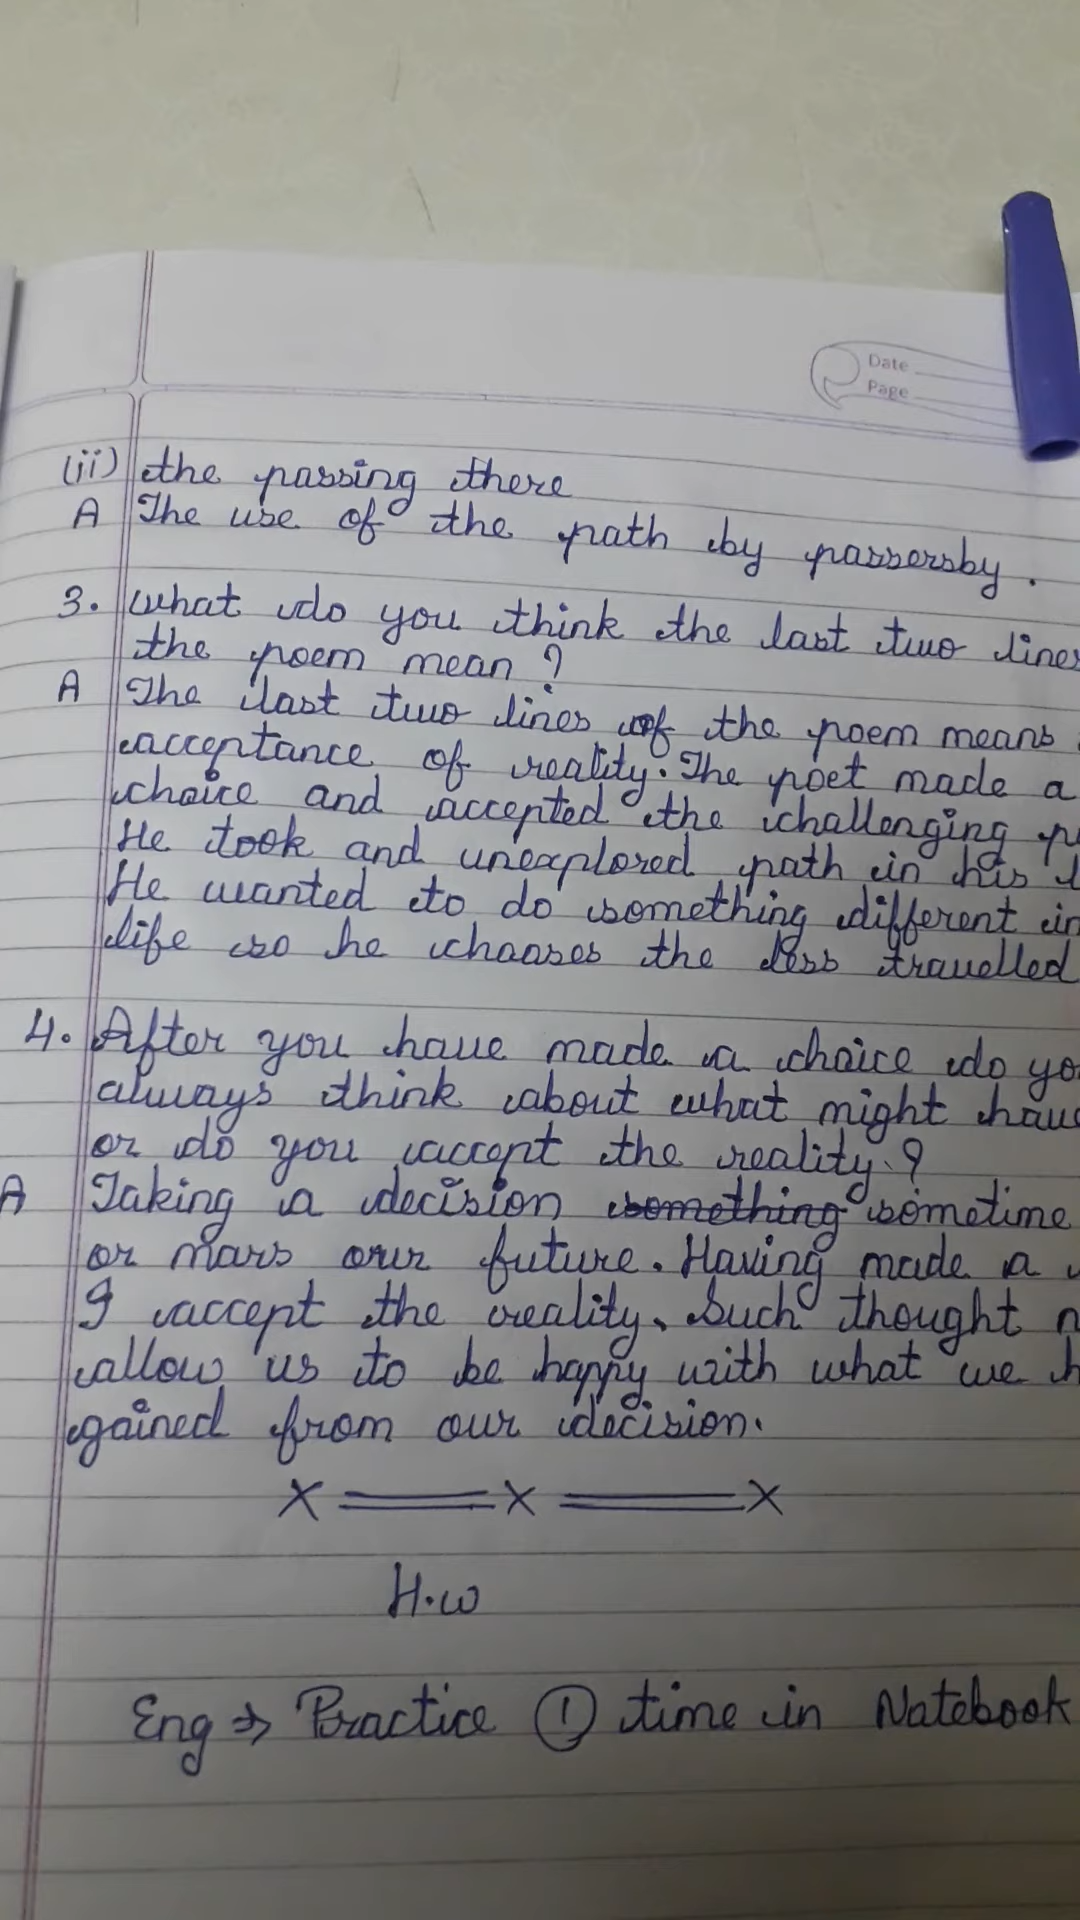 Date
Page
(ii) the passing there
A The use of the path by passersby.
3. What do you think the last two lines
the poem mean ?
A The last two lines of the poem means
acceptance of reality. The poet made a
choice and accepted the challenging
He took and unexplored path in his
He wanted to do something different in
life so he chooses the less travelled
4. After you have made a choice do yo
always think about what might have
or do you accept the reality. ?
A Taking a decision something sometime
or mars our future. Having made a
I accept the reality. Such thought
allow us to be happy with what we
gained from our decision.
X == X == X
H.w
Eng ⇒ Practice ① time in Natebook